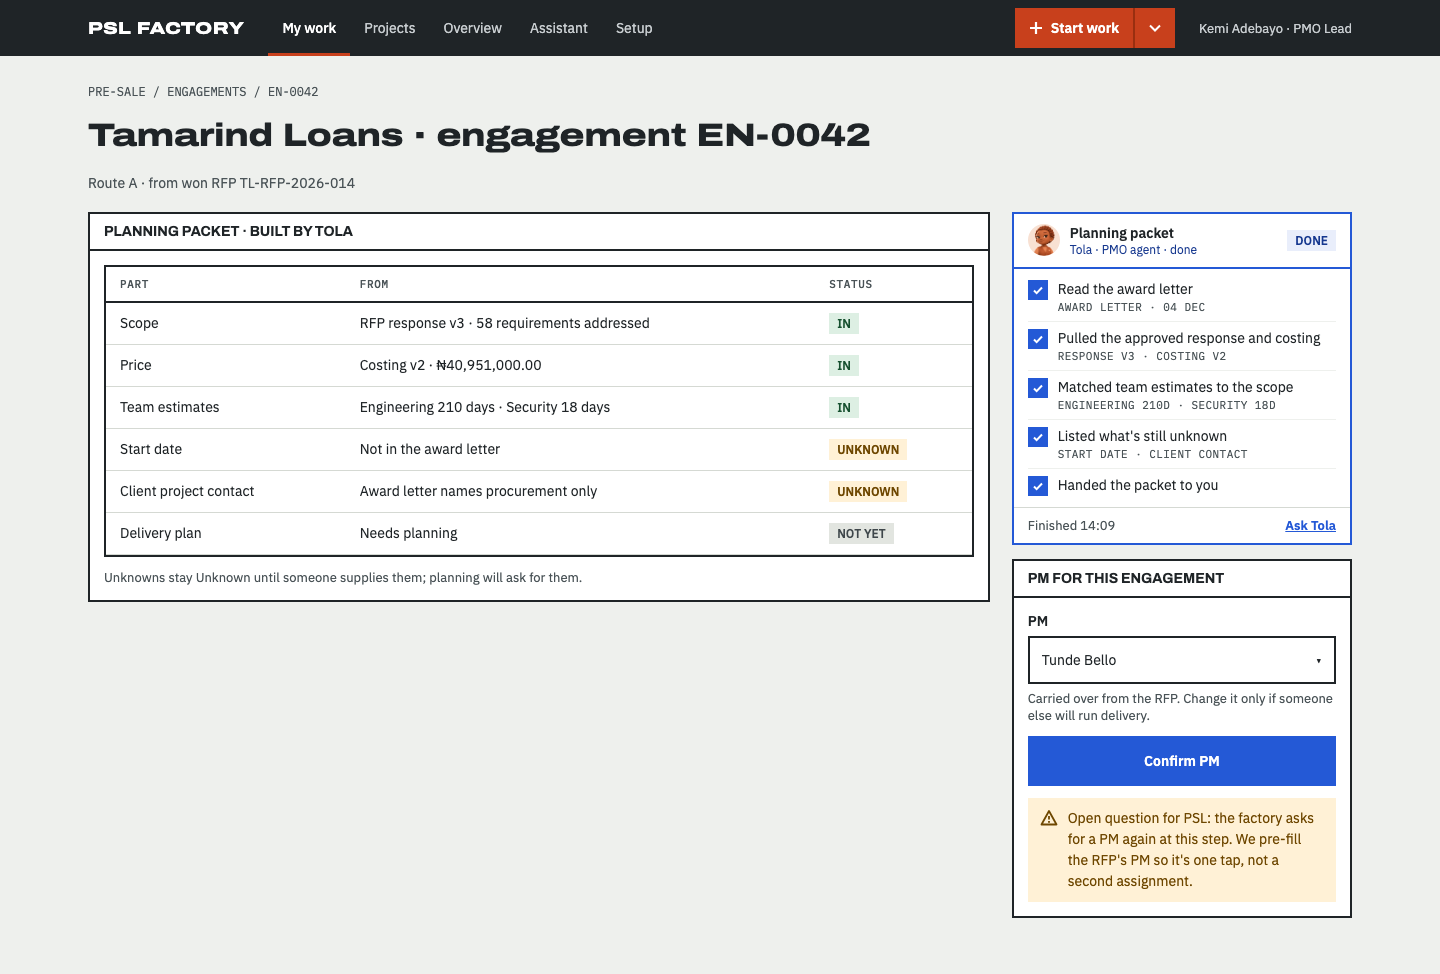 PSL FACTORY
My work
Projects
Overview
Assistant
Setup
Start work
Kemi Adebayo · PMO Lead
PRE-SALE / ENGAGEMENTS / EN-0042
Tamarind Loans · engagement EN-0042
Route A · from won RFP TL-RFP-2026-014
PLANNING PACKET · BUILT BY TOLA
PART FROM STATUS
Scope RFP response v3 · 58 requirements addressed IN
Price Costing v2 · ₦40,951,000.00 IN
Team estimates Engineering 210 days · Security 18 days IN
Start date Not in the award letter UNKNOWN
Client project contact Award letter names procurement only UNKNOWN
Delivery plan Needs planning NOT YET
Unknowns stay Unknown until someone supplies them; planning will ask for them.
Planning packet
Tola · PMO agent · done
DONE
Read the award letter
AWARD LETTER · 04 DEC
Pulled the approved response and costing
RESPONSE V3 · COSTING V2
Matched team estimates to the scope
ENGINEERING 210D · SECURITY 18D
Listed what's still unknown
START DATE · CLIENT CONTACT
Handed the packet to you
Finished 14:09 Ask Tola
PM FOR THIS ENGAGEMENT
PM
Tunde Bello
Carried over from the RFP. Change it only if someone
else will run delivery.
Confirm PM
Open question for PSL: the factory asks
for a PM again at this step. We pre-fill
the RFP's PM so it's one tap, not a
second assignment.